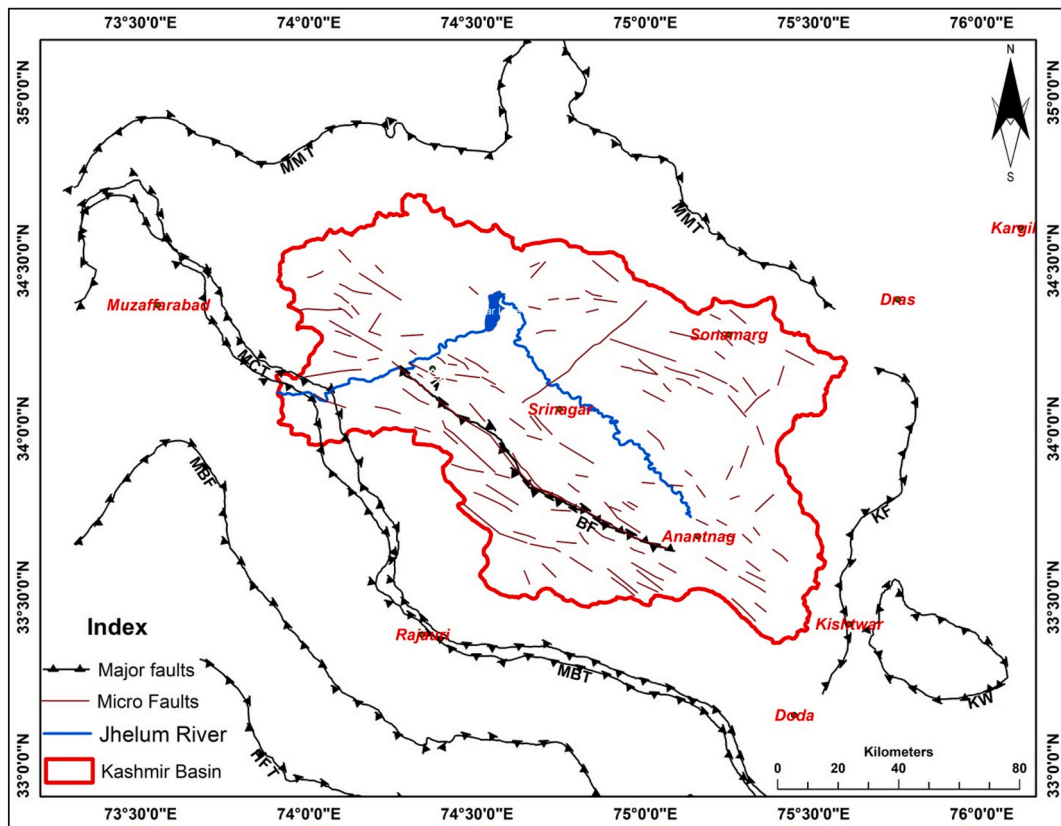 73°30'0"E 74°0'0"E 74°30'0"E 75°0'0"E 75°30'0"E 76°0'0"E
N
S
35°0'0"N
35°0'0"N
MMT
MMT
Kargil
34°30'0"N
34°30'0"N
Muzaffarabad
Dras
Sonamarg
MCT
Srinagar
34°0'0"N
34°0'0"N
MBF
KF
BF
Anantnag
33°30'0"N
33°30'0"N
Kishtwar
Rajauri
Index
Major faults
MBT
KW
Micro Faults
Doda
Jhelum River
Kilometers
HFT
Kashmir Basin
0 20 40 80
33°0'0"N
33°0'0"N
73°30'0"E 74°0'0"E 74°30'0"E 75°0'0"E 75°30'0"E 76°0'0"E